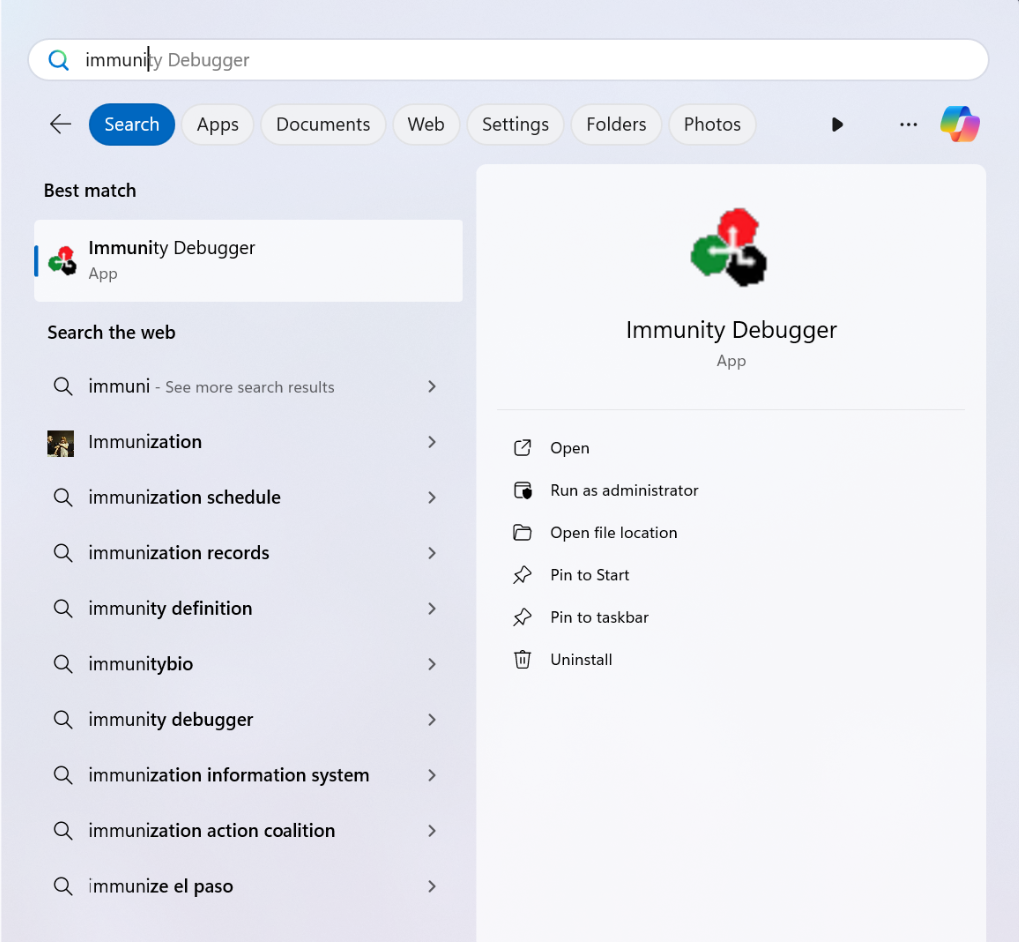 immunity Debugger
Search Apps Documents Web Settings Folders Photos
Best match
Immunity Debugger
App
Search the web
immuni - See more search results
Immunization
immunization schedule
immunization records
immunity definition
immunitybio
immunity debugger
immunization information system
immunization action coalition
immunize el paso
Immunity Debugger
App
Open
Run as administrator
Open file location
Pin to Start
Pin to taskbar
Uninstall